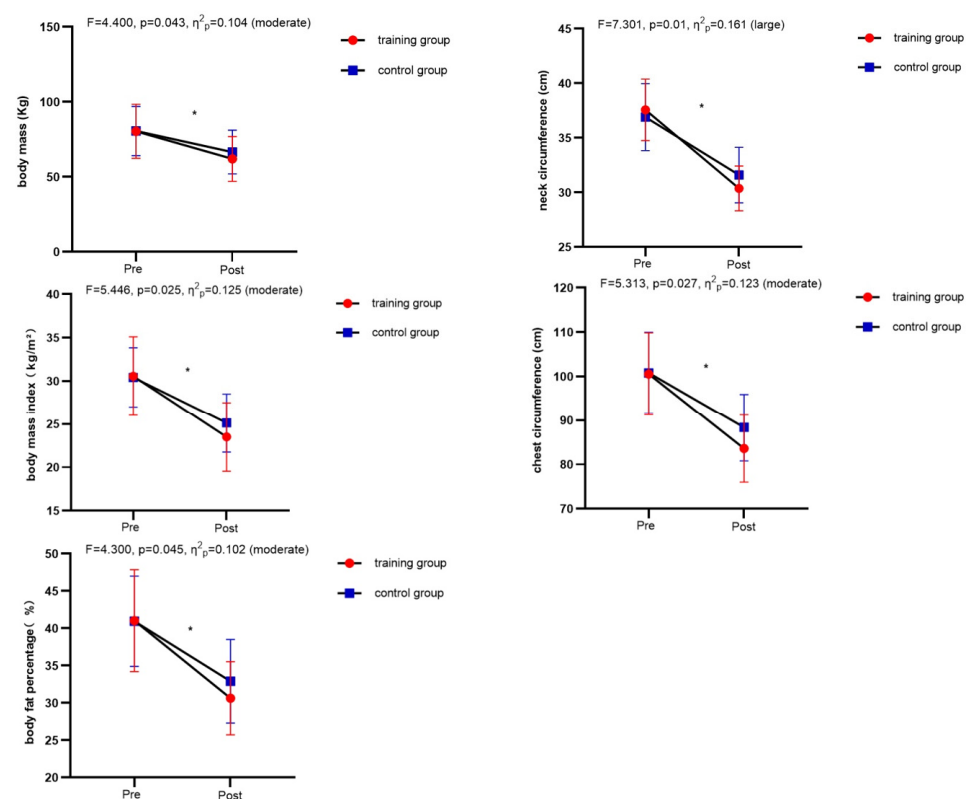 F=4.400, p=0.043, η²ₚ=0.104 (moderate)
training group
control group
body mass (Kg)
150
100
50
0
Pre
Post
*
F=7.301, p=0.01, η²ₚ=0.161 (large)
training group
control group
neck circumference (cm)
45
40
35
30
25
Pre
Post
*
F=5.446, p=0.025, η²ₚ=0.125 (moderate)
training group
control group
body mass index ( kg/m²)
40
35
30
25
20
15
Pre
Post
*
F=5.313, p=0.027, η²ₚ=0.123 (moderate)
training group
control group
chest circumference (cm)
120
110
100
90
80
70
Pre
Post
*
F=4.300, p=0.045, η²ₚ=0.102 (moderate)
training group
control group
body fat percentage( %)
50
45
40
35
30
25
20
Pre
Post
*